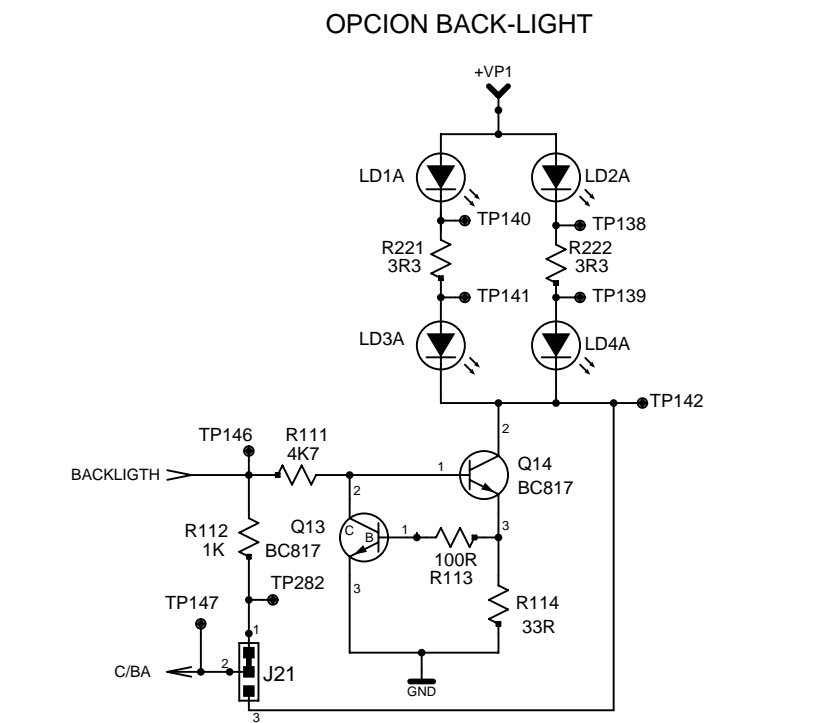 OPCION BACK-LIGHT
+VP1
LD1A
LD2A
TP140
TP138
R221
3R3
R222
3R3
TP141
TP139
LD3A
LD4A
TP142
TP146
R111
4K7
2
BACKLIGTH
1
Q14
BC817
2
R112
1K
Q13
BC817
C
B
1
3
100R
R113
TP282
3
R114
33R
TP147
1
C/BA
2
J21
GND
3